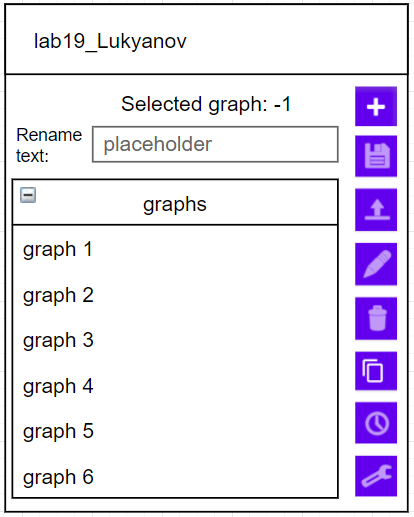 lab19_Lukyanov
Selected graph: -1
Rename
text:
placeholder
graphs
graph 1
graph 2
graph 3
graph 4
graph 5
graph 6